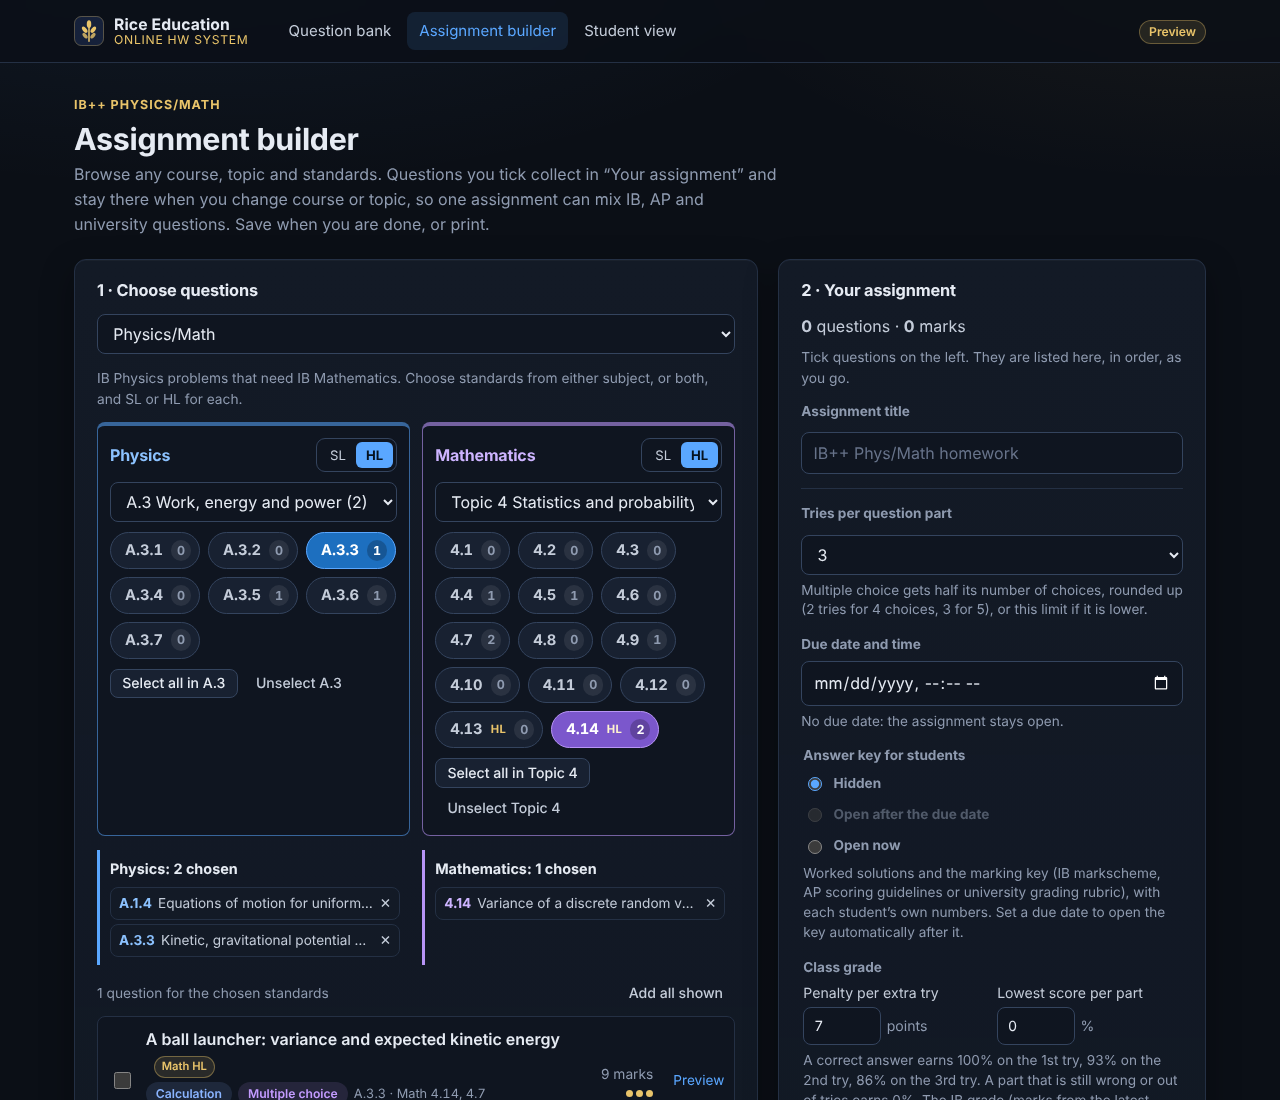 Rice Education
ONLINE HW SYSTEM
Question bank
Assignment builder
Student view
Preview
IB++ PHYSICS/MATH
Assignment builder
Browse any course, topic and standards. Questions you tick collect in “Your assignment” and
stay there when you change course or topic, so one assignment can mix IB, AP and
university questions. Save when you are done, or print.
1 · Choose questions
Physics/Math
IB Physics problems that need IB Mathematics. Choose standards from either subject, or both,
and SL or HL for each.
Physics
SL HL
A.3 Work, energy and power (2)
A.3.1 0 A.3.2 0 A.3.3 1
A.3.4 0 A.3.5 1 A.3.6 1
A.3.7 0
Select all in A.3 Unselect A.3
Mathematics
SL HL
Topic 4 Statistics and probability
4.1 0 4.2 0 4.3 0
4.4 1 4.5 1 4.6 0
4.7 2 4.8 0 4.9 1
4.10 0 4.11 0 4.12 0
4.13 HL 0 4.14 HL 2
Select all in Topic 4
Unselect Topic 4
Physics: 2 chosen
A.1.4 Equations of motion for uniform... ×
A.3.3 Kinetic, gravitational potential ... ×
Mathematics: 1 chosen
4.14 Variance of a discrete random v... ×
1 question for the chosen standards
Add all shown
A ball launcher: variance and expected kinetic energy
Math HL
Calculation Multiple choice A.3.3 · Math 4.14, 4.7
9 marks
Preview
2 · Your assignment
0 questions · 0 marks
Tick questions on the left. They are listed here, in order, as
you go.
Assignment title
IB++ Phys/Math homework
Tries per question part
3
Multiple choice gets half its number of choices, rounded up
(2 tries for 4 choices, 3 for 5), or this limit if it is lower.
Due date and time
mm/dd/yyyy, --:-- --
No due date: the assignment stays open.
Answer key for students
Hidden
Open after the due date
Open now
Worked solutions and the marking key (IB markscheme,
AP scoring guidelines or university grading rubric), with
each student’s own numbers. Set a due date to open the
key automatically after it.
Class grade
Penalty per extra try
7 points
Lowest score per part
0 %
A correct answer earns 100% on the 1st try, 93% on the
2nd try, 86% on the 3rd try. A part that is still wrong or out
of tries earns 0%. The IB grade (marks from the latest